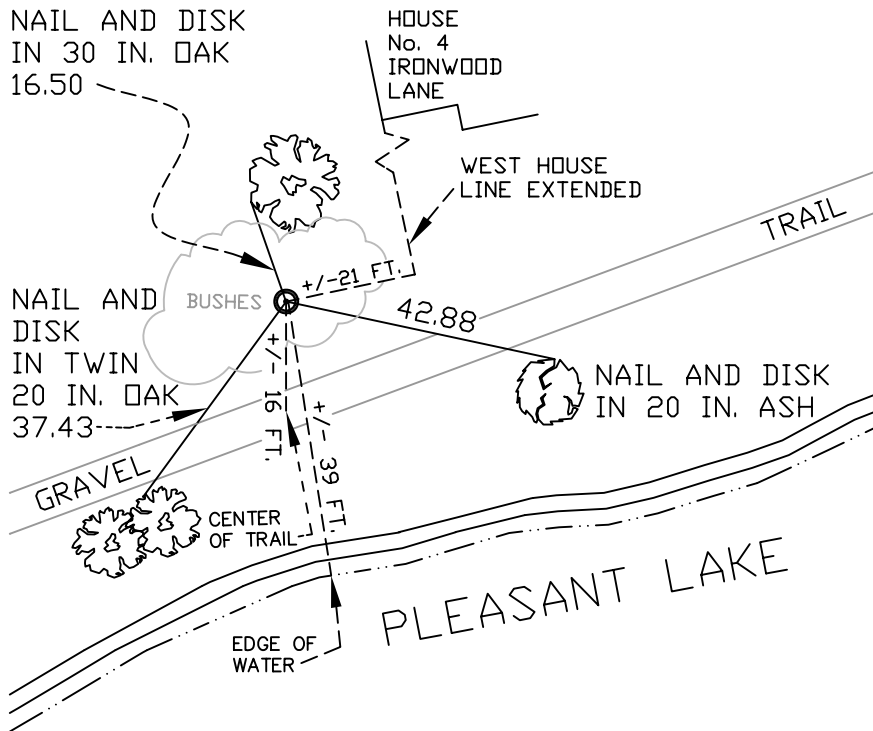 NAIL AND DISK
IN 30 IN. OAK
16.50
HOUSE
No. 4
IRONWOOD
LANE
WEST HOUSE
LINE EXTENDED
TRAIL
+/-21 FT.
BUSHES
42.88
NAIL AND
DISK
IN TWIN
20 IN. OAK
37.43
+/- 16 FT.
+/- 39 FT.
NAIL AND DISK
IN 20 IN. ASH
GRAVEL
CENTER
OF TRAIL
PLEASANT LAKE
EDGE OF
WATER